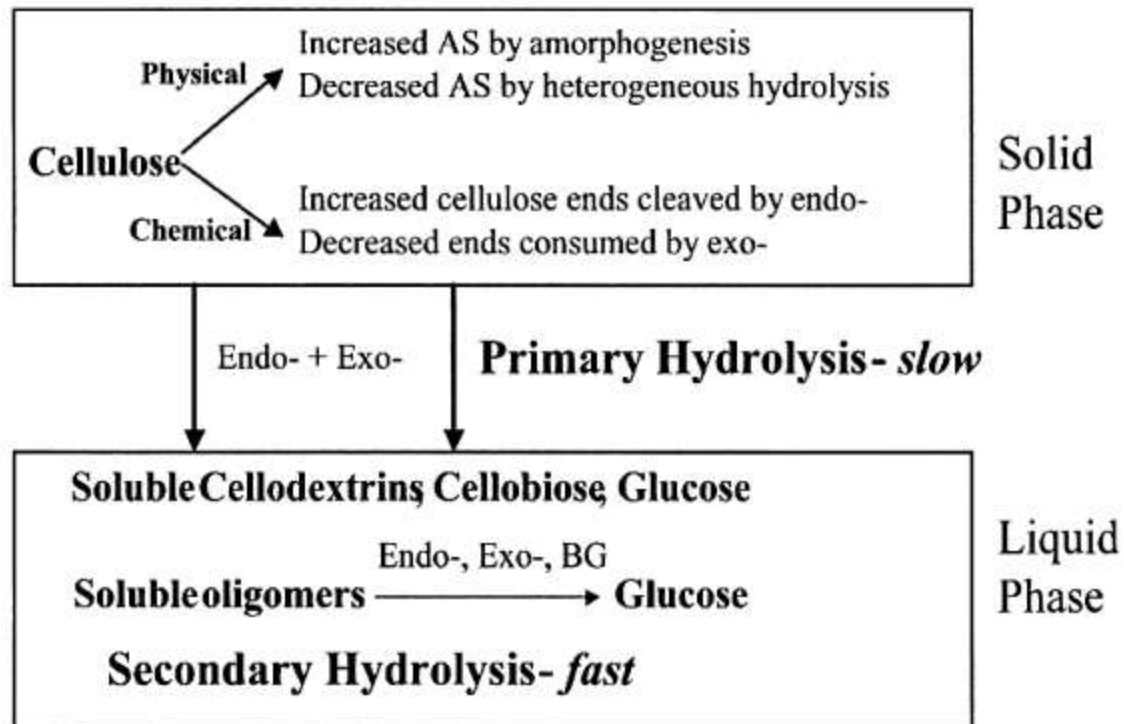 Increased AS by amorphogenesis
Physical
Decreased AS by heterogeneous hydrolysis
Cellulose
Solid
Phase
Increased cellulose ends cleaved by endo-
Chemical
Decreased ends consumed by exo-
Endo- + Exo-
Primary Hydrolysis- slow
Soluble Cellodextrins, Cellobiose, Glucose
Endo-, Exo-, BG
Soluble oligomers
Glucose
Liquid
Phase
Secondary Hydrolysis- fast